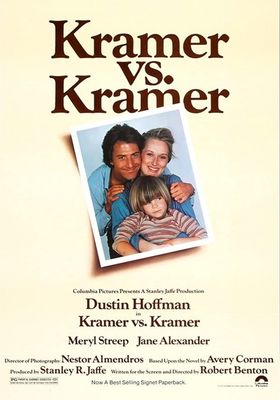 Kramer
vs.
Kramer
Columbia Pictures Presents A Stanley Jaffe Production
Dustin Hoffman
in
Kramer vs. Kramer
Meryl Streep Jane Alexander
Director of Photography Nestor Almendros Based Upon the Novel by Avery Corman
Produced by Stanley R. Jaffe Written for the Screen and Directed by Robert Benton
Now A Best Selling Signet Paperback.